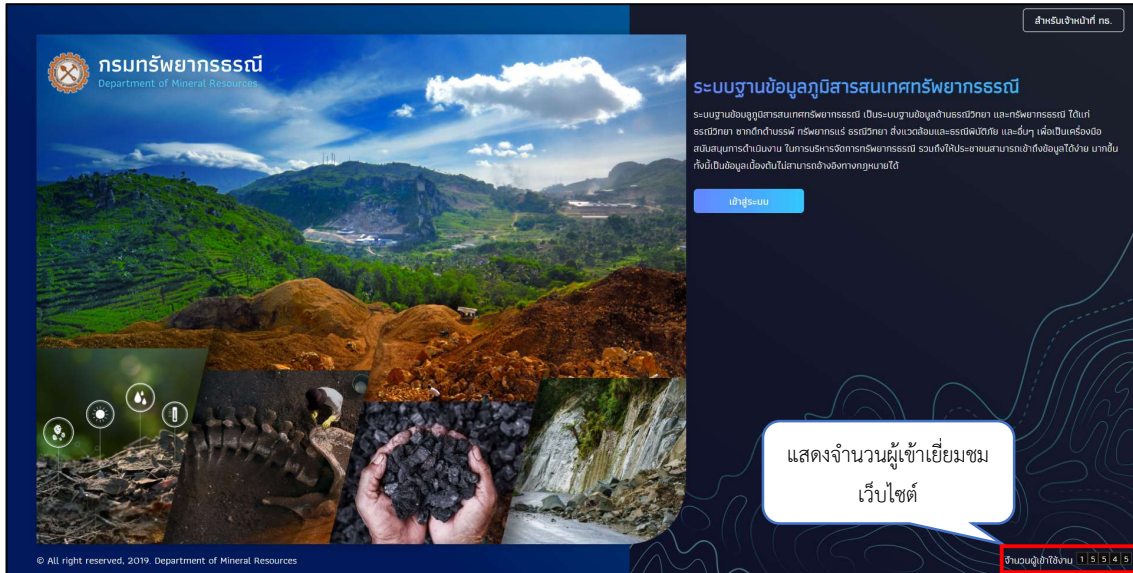 สำหรับเจ้าหน้าที่ ทธ.
กรมทรัพยากรธรณี
Department of Mineral Resources
ระบบฐานข้อมูลภูมิสารสนเทศทรัพยากรธรณี
ระบบฐานข้อมูลภูมิสารสนเทศทรัพยากรธรณี เป็นระบบฐานข้อมูลด้านธรณีวิทยา และทรัพยากรธรณี ได้แก่
ธรณีวิทยา ซากดึกดำบรรพ์ ทรัพยากรแร่ ธรณีวิทยา สิ่งแวดล้อมและธรณีพิบัติภัย และอื่นๆ เพื่อเป็นเครื่องมือ
สนับสนุนการดำเนินงาน ในการบริหารจัดการทรัพยากรธรณี รวมถึงให้ประชาชนสามารถเข้าถึงข้อมูลได้ง่าย มากขึ้น
ทั้งนี้เป็นข้อมูลเบื้องต้นไม่สามารถอ้างอิงทางกฎหมายได้
เข้าสู่ระบบ
แสดงจำนวนผู้เข้าเยี่ยมชม
เว็บไซต์
© All right reserved, 2019. Department of Mineral Resources
จำนวนผู้เข้าใช้งาน 1 5 5 4 5